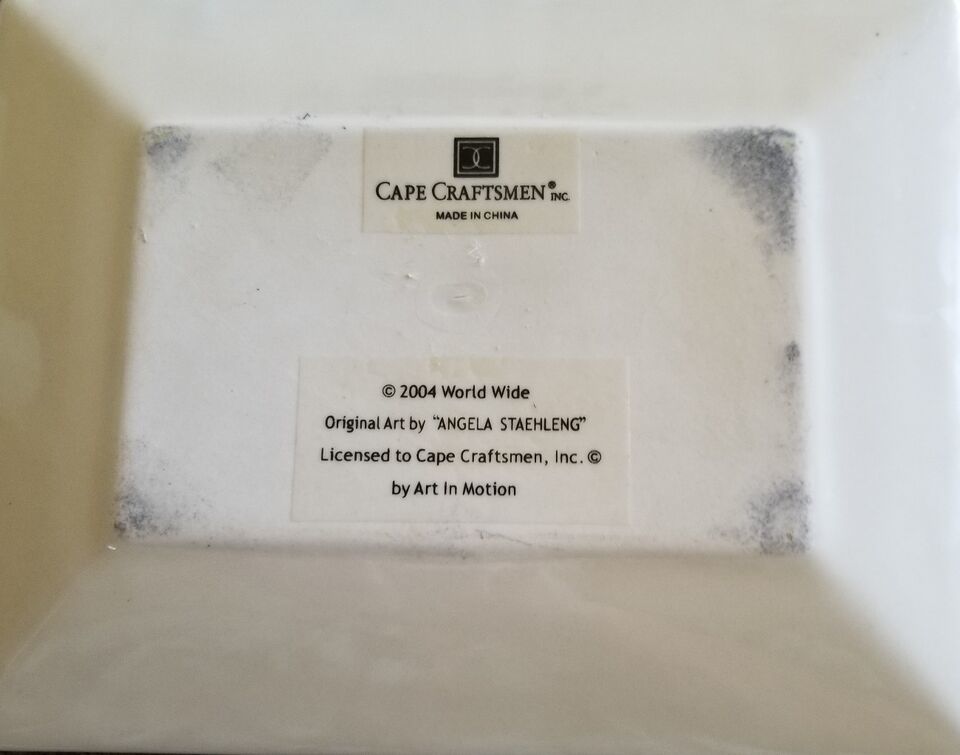 CAPE CRAFTSMEN® INC.
MADE IN CHINA
© 2004 World Wide
Original Art by “ANGELA STAEHLENG”
Licensed to Cape Craftsmen, Inc. ©
by Art In Motion